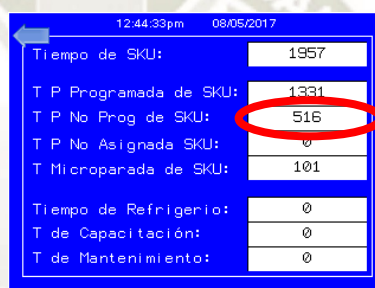 12:44:33pm 08/05/2017
Tiempo de SKU: 1957
T P Programada de SKU: 1331
T P No Prog de SKU: 516
T P No Asignada SKU: 0
T Microparada de SKU: 101
Tiempo de Refrigerio: 0
T de Capacitación: 0
T de Mantenimiento: 0